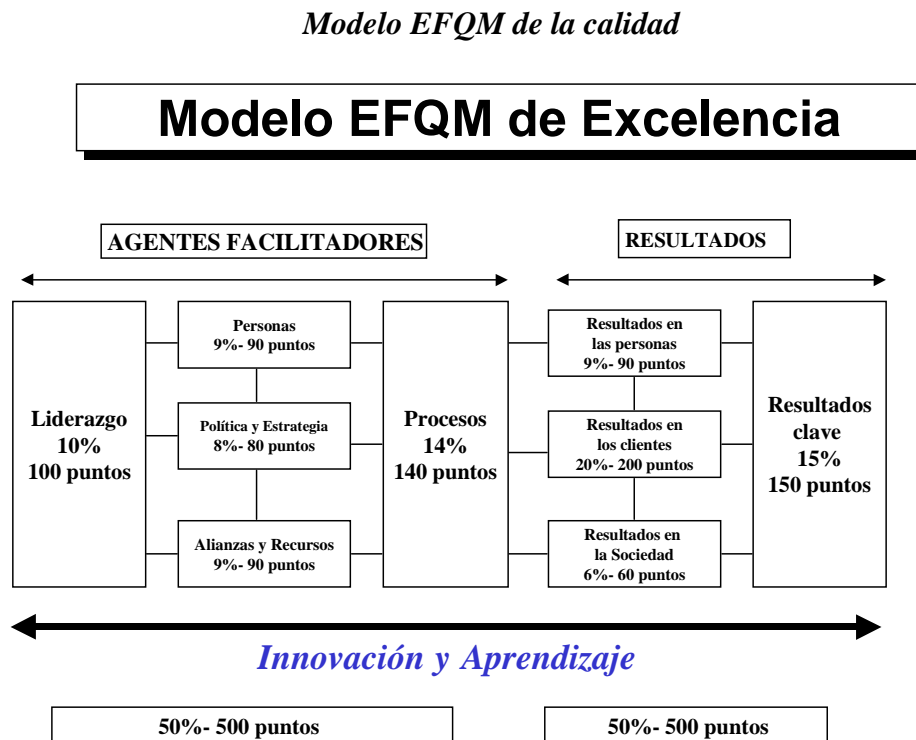 Modelo EFQM de la calidad
Modelo EFQM de Excelencia
AGENTES FACILITADORES
RESULTADOS
Liderazgo
10%
100 puntos
Personas
9%- 90 puntos
Política y Estrategia
8%- 80 puntos
Alianzas y Recursos
9%- 90 puntos
Procesos
14%
140 puntos
Resultados en
las personas
9%- 90 puntos
Resultados en
los clientes
20%- 200 puntos
Resultados en
la Sociedad
6%- 60 puntos
Resultados
clave
15%
150 puntos
Innovación y Aprendizaje
50%- 500 puntos
50%- 500 puntos